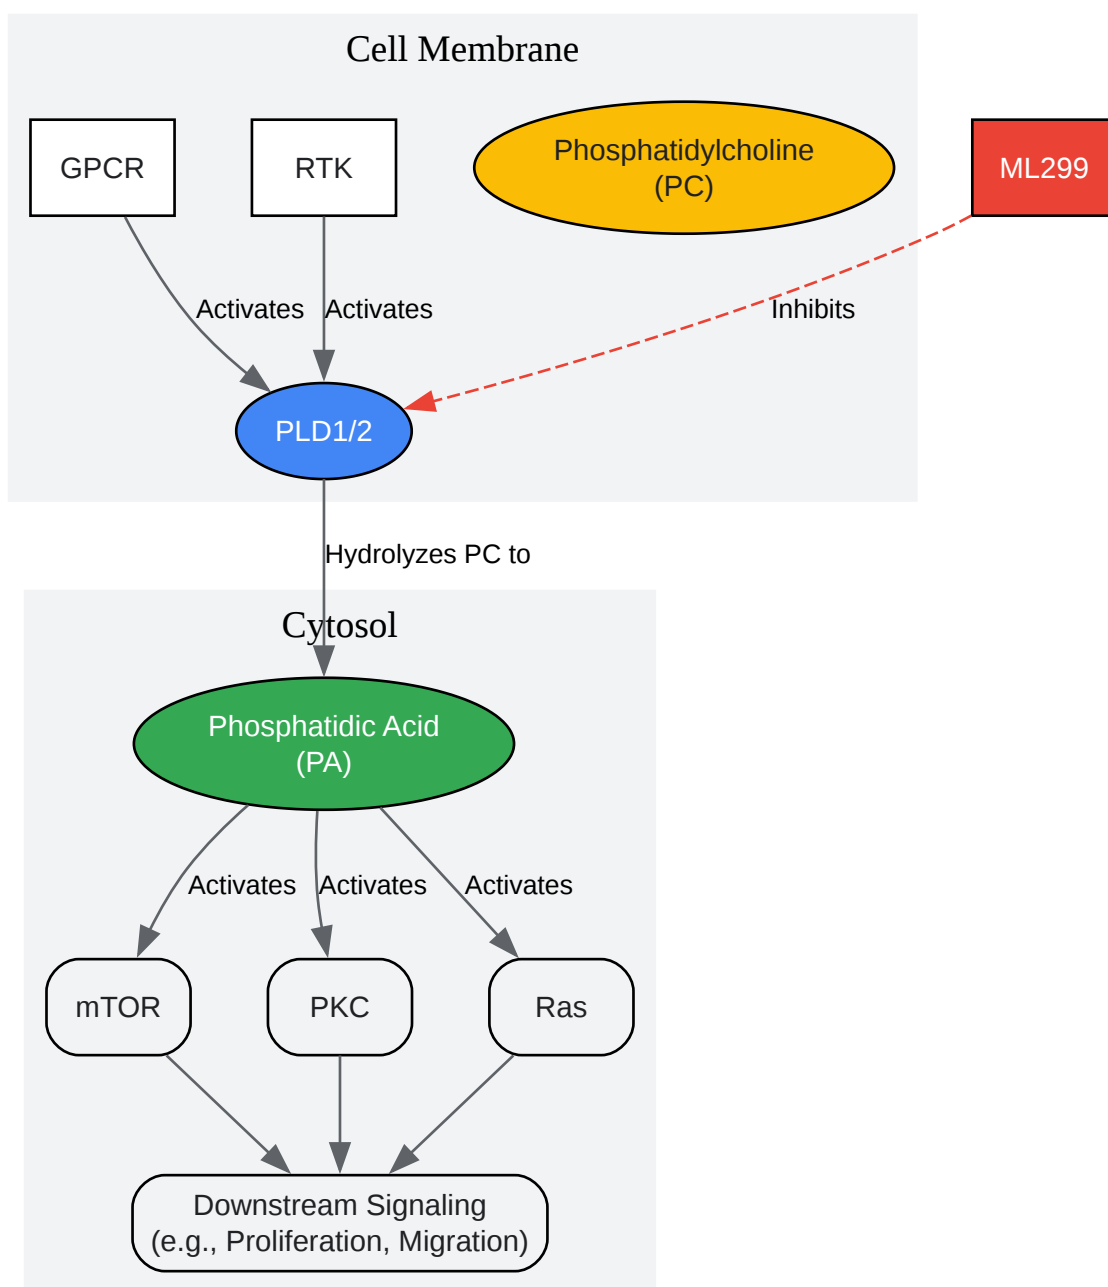 Cell Membrane
GPCR
RTK
Phosphatidylcholine
(PC)
ML299
Activates
Activates
Inhibits
PLD1/2
Hydrolyzes PC to
Cytosol
Phosphatidic Acid
(PA)
Activates
Activates
Activates
mTOR
PKC
Ras
Downstream Signaling
(e.g., Proliferation, Migration)